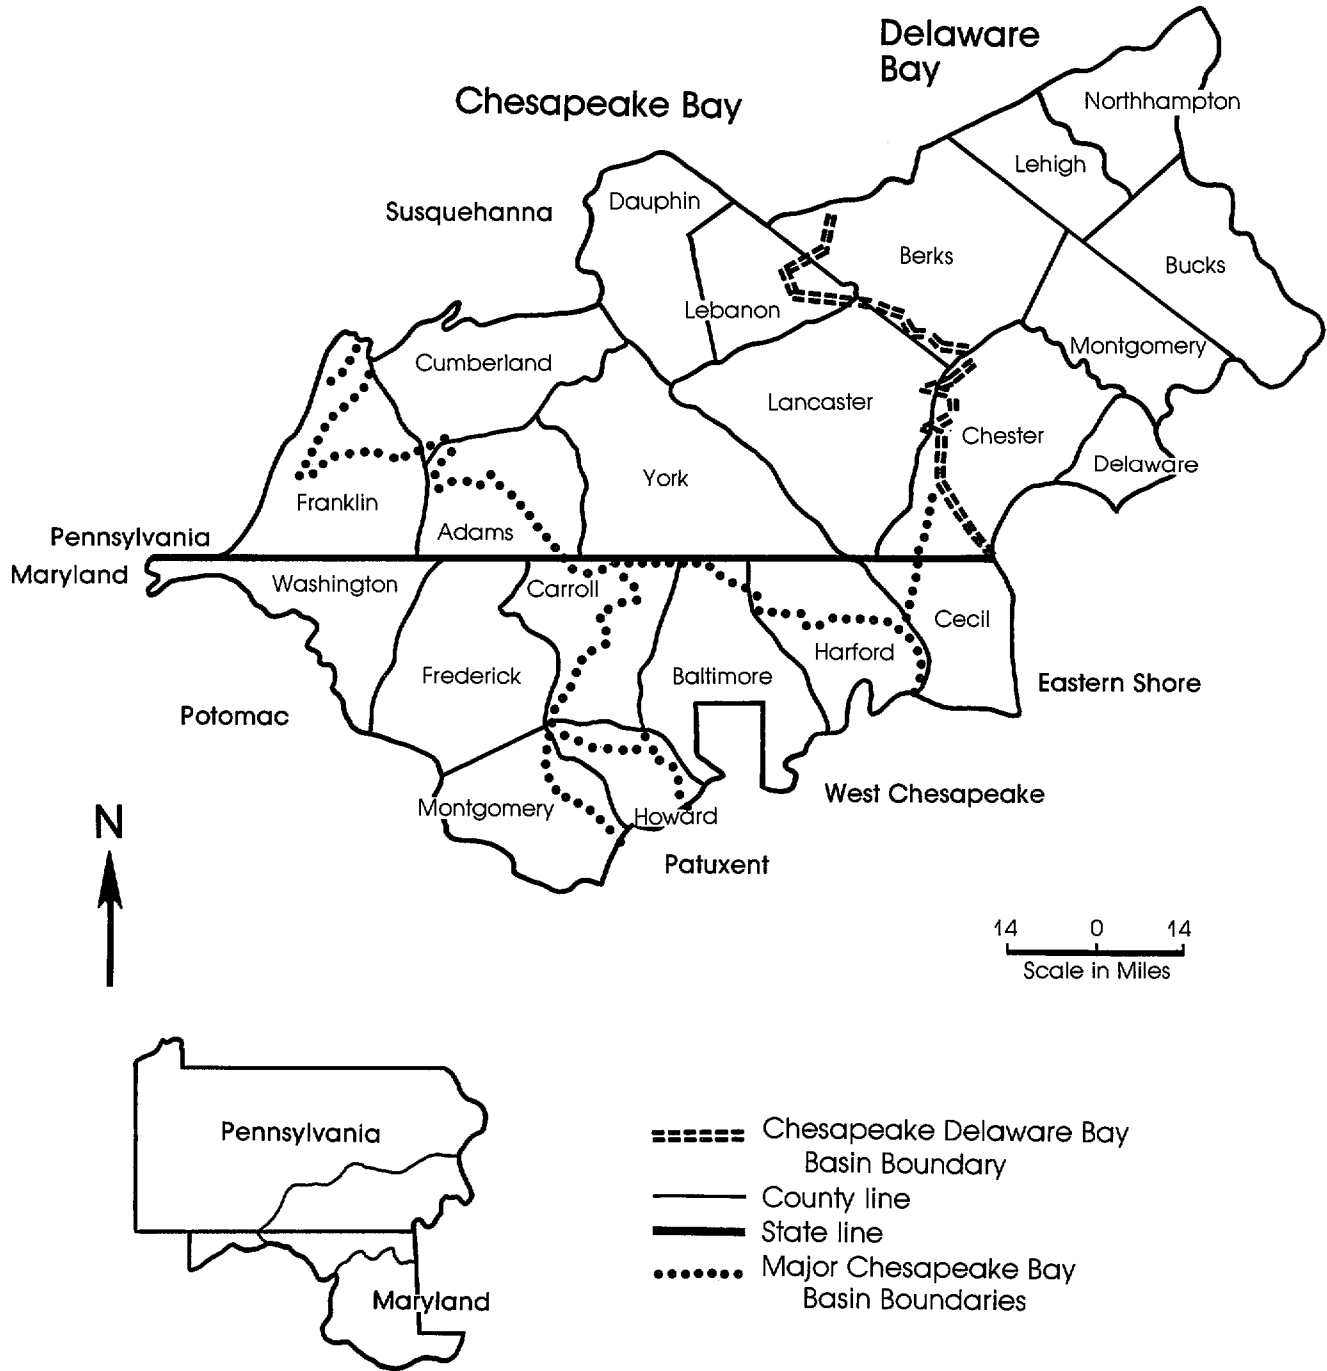 Delaware
Bay
Chesapeake Bay
Northhampton
Lehigh
Dauphin
Susquehanna
Berks
Bucks
Lebanon
Montgomery
Cumberland
Lancaster
Chester
Delaware
York
Franklin
Adams
Pennsylvania
Maryland
Washington
Carroll
Cecil
Harford
Frederick
Baltimore
Eastern Shore
Potomac
West Chesapeake
Montgomery
Howard
N
Patuxent
14 0 14
Scale in Miles
Pennsylvania
Maryland
Chesapeake Delaware Bay
Basin Boundary
County line
State line
Major Chesapeake Bay
Basin Boundaries